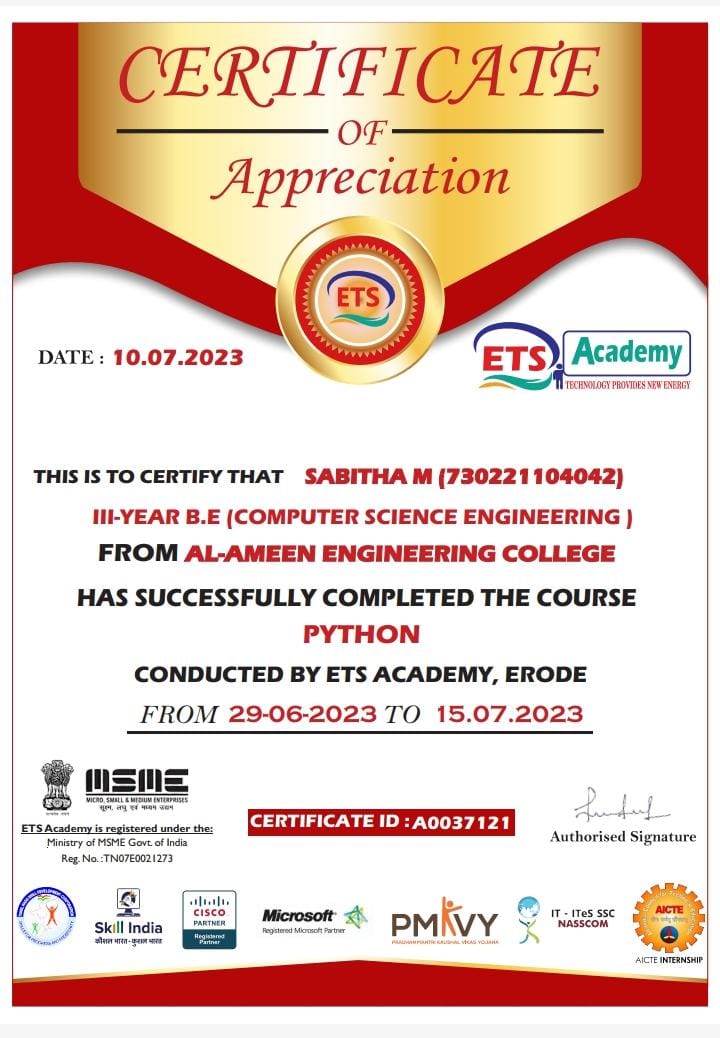 CERTIFICATE
OF
Appreciation
ETS
DATE : 10.07.2023
ETS Academy
TECHNOLOGY PROVIDES NEW ENERGY
THIS IS TO CERTIFY THAT SABITHA M (730221104042)
III-YEAR B.E (COMPUTER SCIENCE ENGINEERING )
FROM AL-AMEEN ENGINEERING COLLEGE
HAS SUCCESSFULLY COMPLETED THE COURSE
PYTHON
CONDUCTED BY ETS ACADEMY, ERODE
FROM 29-06-2023 TO 15.07.2023
MSME
MICRO, SMALL & MEDIUM ENTERPRISES
सूक्ष्म, लघु एवं मध्यम उद्यम
ETS Academy is registered under the:
Ministry of MSME Govt. of India
Reg. No. :TN07E0021273
CERTIFICATE ID : A0037121
Authorised Signature
Skill India
कौशल भारत - कुशल भारत
CISCO
PARTNER
Registered
Partner
Microsoft
Registered Microsoft Partner
PMKVY
PRADHAN MANTRI KAUSHAL VIKAS YOJANA
IT - ITeS SSC
NASSCOM
AICTE
AICTE INTERNSHIP